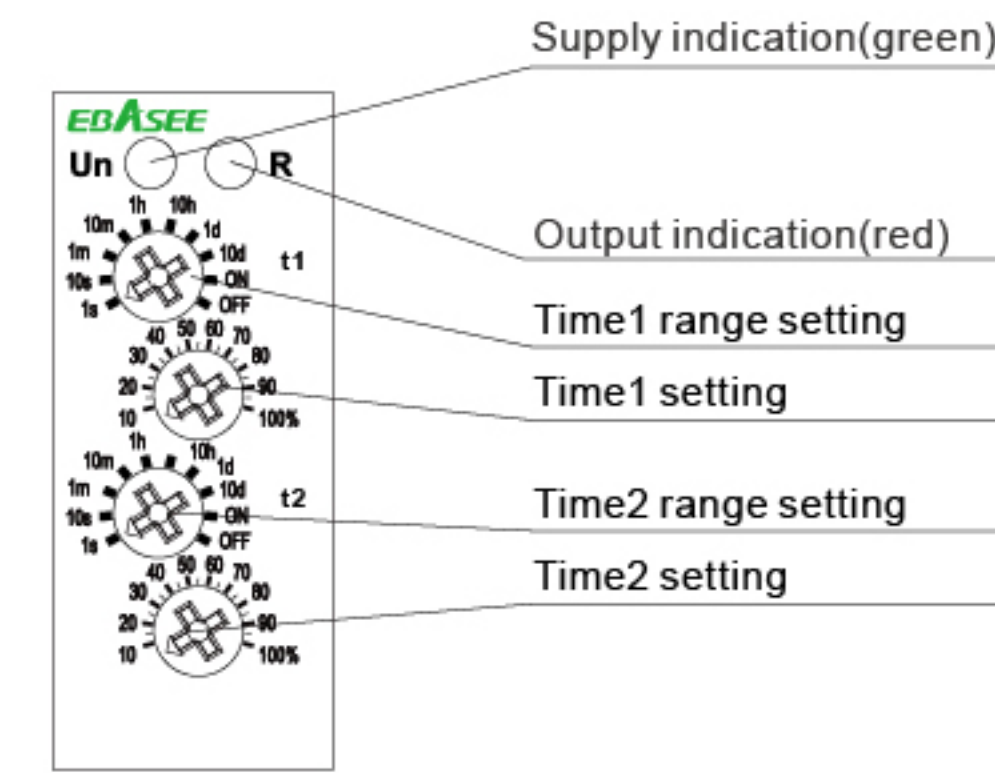 Supply indication(green)
EBASEE
Un R
Output indication(red)
1h 10h
10m 1d
1m 10d
10s ON
1s OFF
t1
Time1 range setting
50 60
40 70
30 80
20 90
10 100%
Time1 setting
1h 10h
10m 1d
1m 10d
10s ON
1s OFF
t2
Time2 range setting
50 60
40 70
30 80
20 90
10 100%
Time2 setting